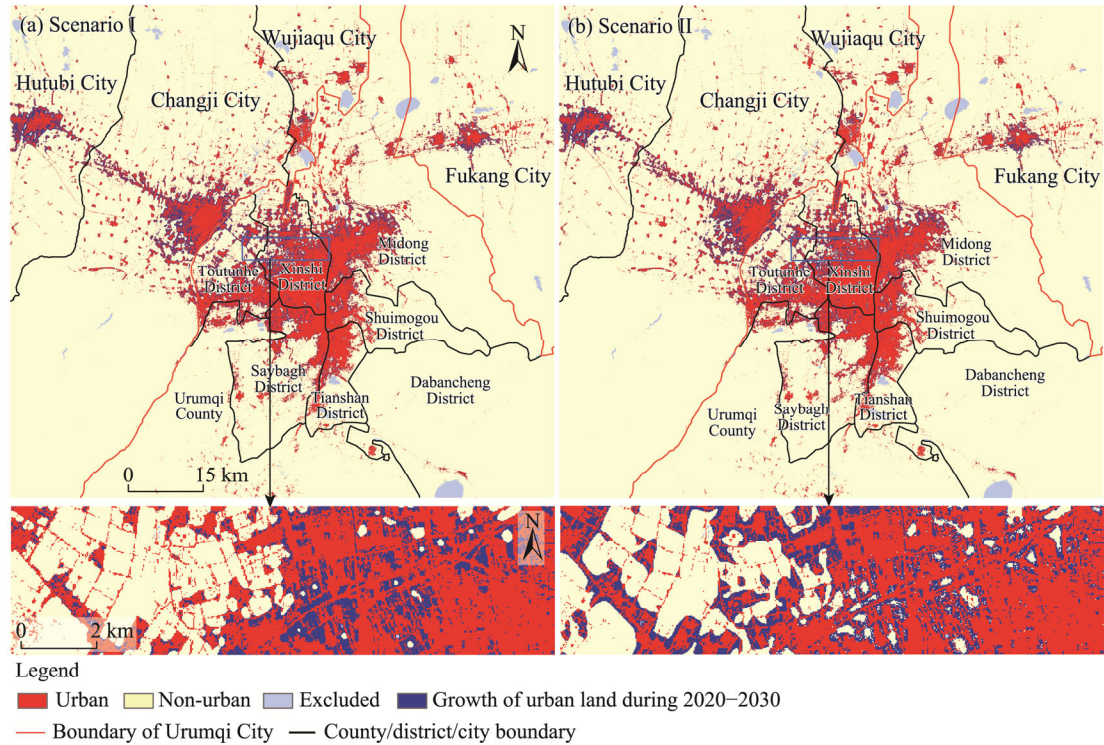 (a) Scenario I
Wujiaqu City
N
Hutubi City
Changji City
Fukang City
Midong
District
Toutunhe
District
Xinshi
District
Shuimogou
District
Saybagh
District
Dabancheng
District
Urumqi
County
Tianshan
District
0 15 km
(b) Scenario II
Wujiaqu City
N
Hutubi City
Changji City
Fukang City
Midong
District
Toutunhe
District
Xinshi
District
Shuimogou
District
Dabancheng
District
Urumqi
County
Saybagh
District
Tianshan
District
N
0 2 km
Legend
Urban Non-urban Excluded Growth of urban land during 2020–2030
Boundary of Urumqi City County/district/city boundary